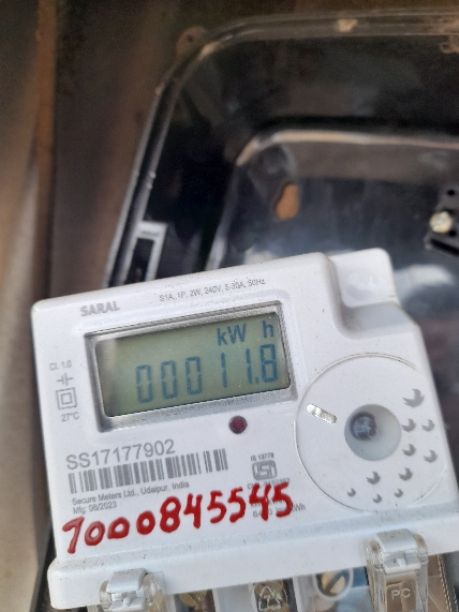 SARAL
S1A, 1P, 2W, 240V, 5-30A, 50Hz
kW h
00011.8
CL 1.0
27°C
SS17177902
IS 13779
Secure Meters Ltd., Udaipur, India
Mfg 08/2023
7000845545
PC